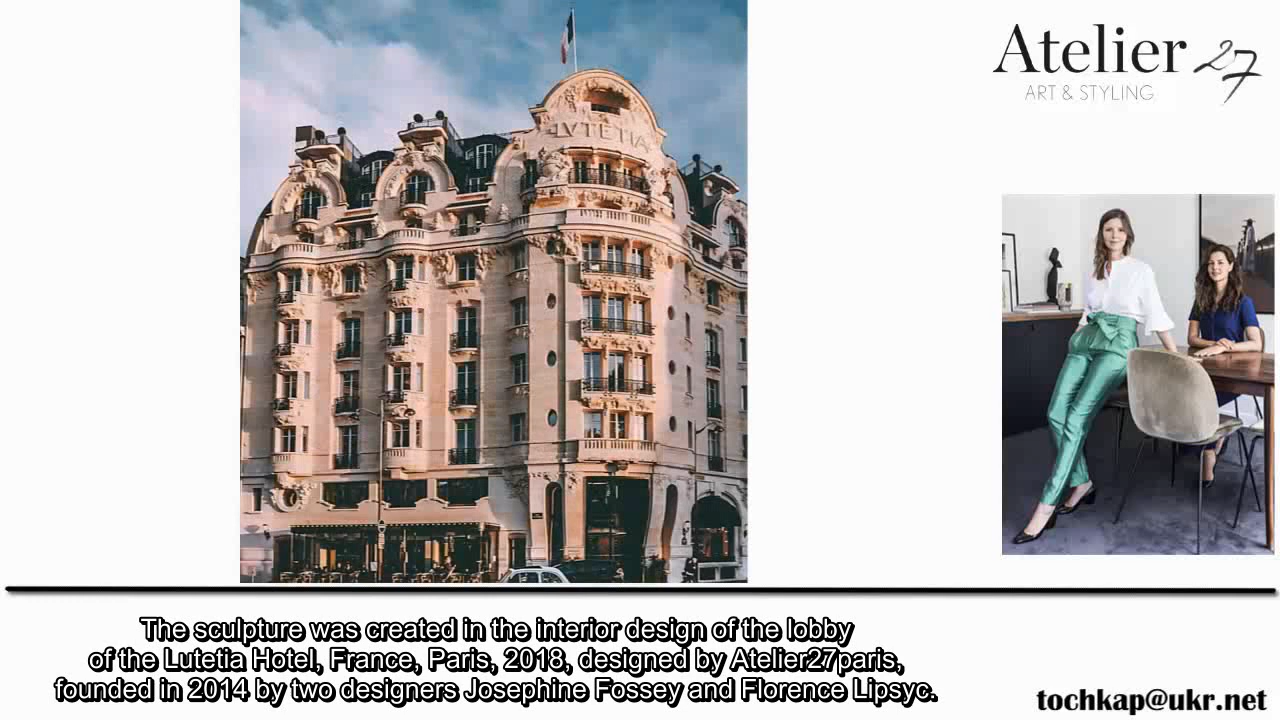 Atelier 27
ART & STYLING
LVTETIA
The sculpture was created in the interior design of the lobby
of the Lutetia Hotel, France, Paris, 2018, designed by Atelier27paris,
founded in 2014 by two designers Josephine Fossey and Florence Lipsyc.
tochkap@ukr.net